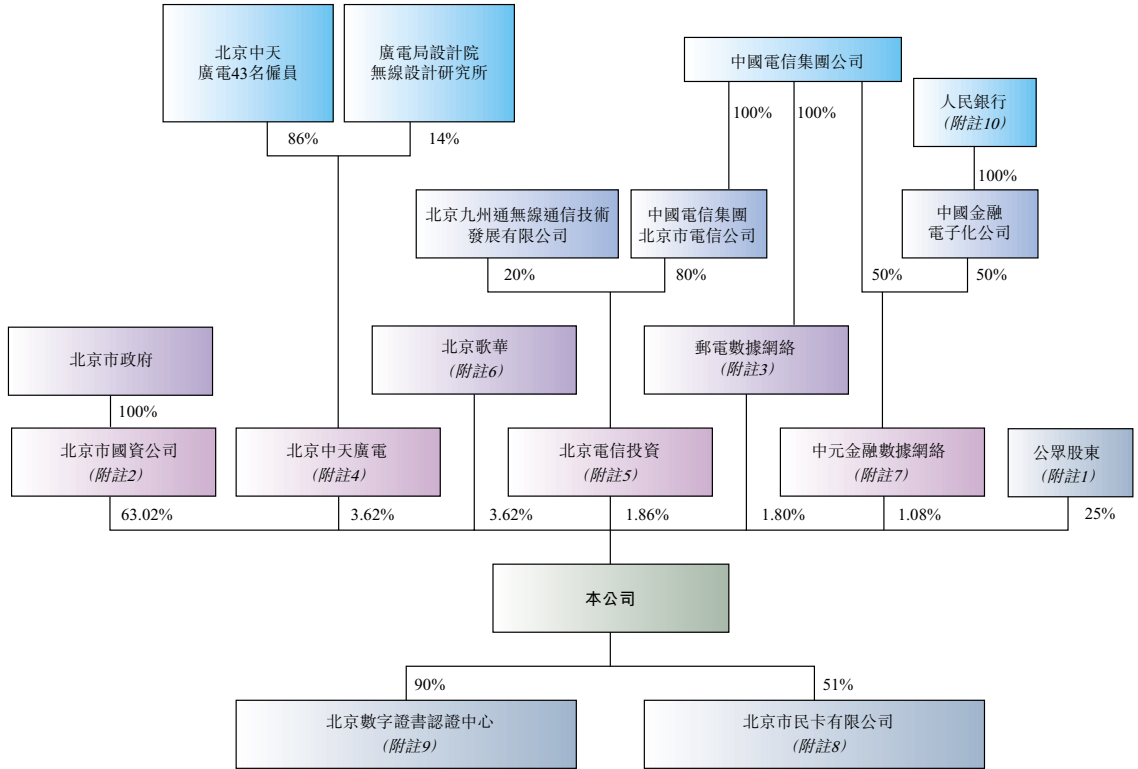 北京中天
廣電43名僱員
廣電局設計院
無線設計研究所
中國電信集團公司
人民銀行
(附註10)
86%
14%
100%
100%
100%
北京九州通無線通信技術
發展有限公司
中國電信集團
北京市電信公司
中國金融
電子化公司
20%
80%
50%
50%
北京市政府
北京歌華
(附註6)
郵電數據網絡
(附註3)
100%
北京市國資公司
(附註2)
北京中天廣電
(附註4)
北京電信投資
(附註5)
中元金融數據網絡
(附註7)
公眾股東
(附註1)
63.02%
3.62%
3.62%
1.86%
1.80%
1.08%
25%
本公司
90%
51%
北京數字證書認證中心
(附註9)
北京市民卡有限公司
(附註8)